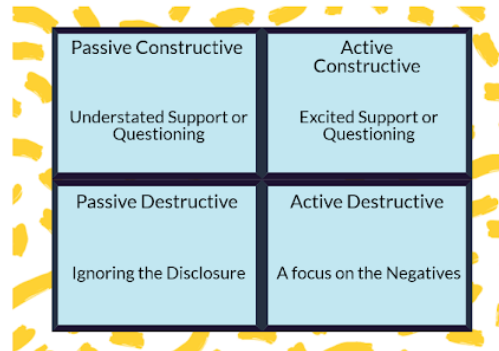 Passive Constructive
Understated Support or
Questioning
Active
Constructive
Excited Support or
Questioning
Passive Destructive
Ignoring the Disclosure
Active Destructive
A focus on the Negatives